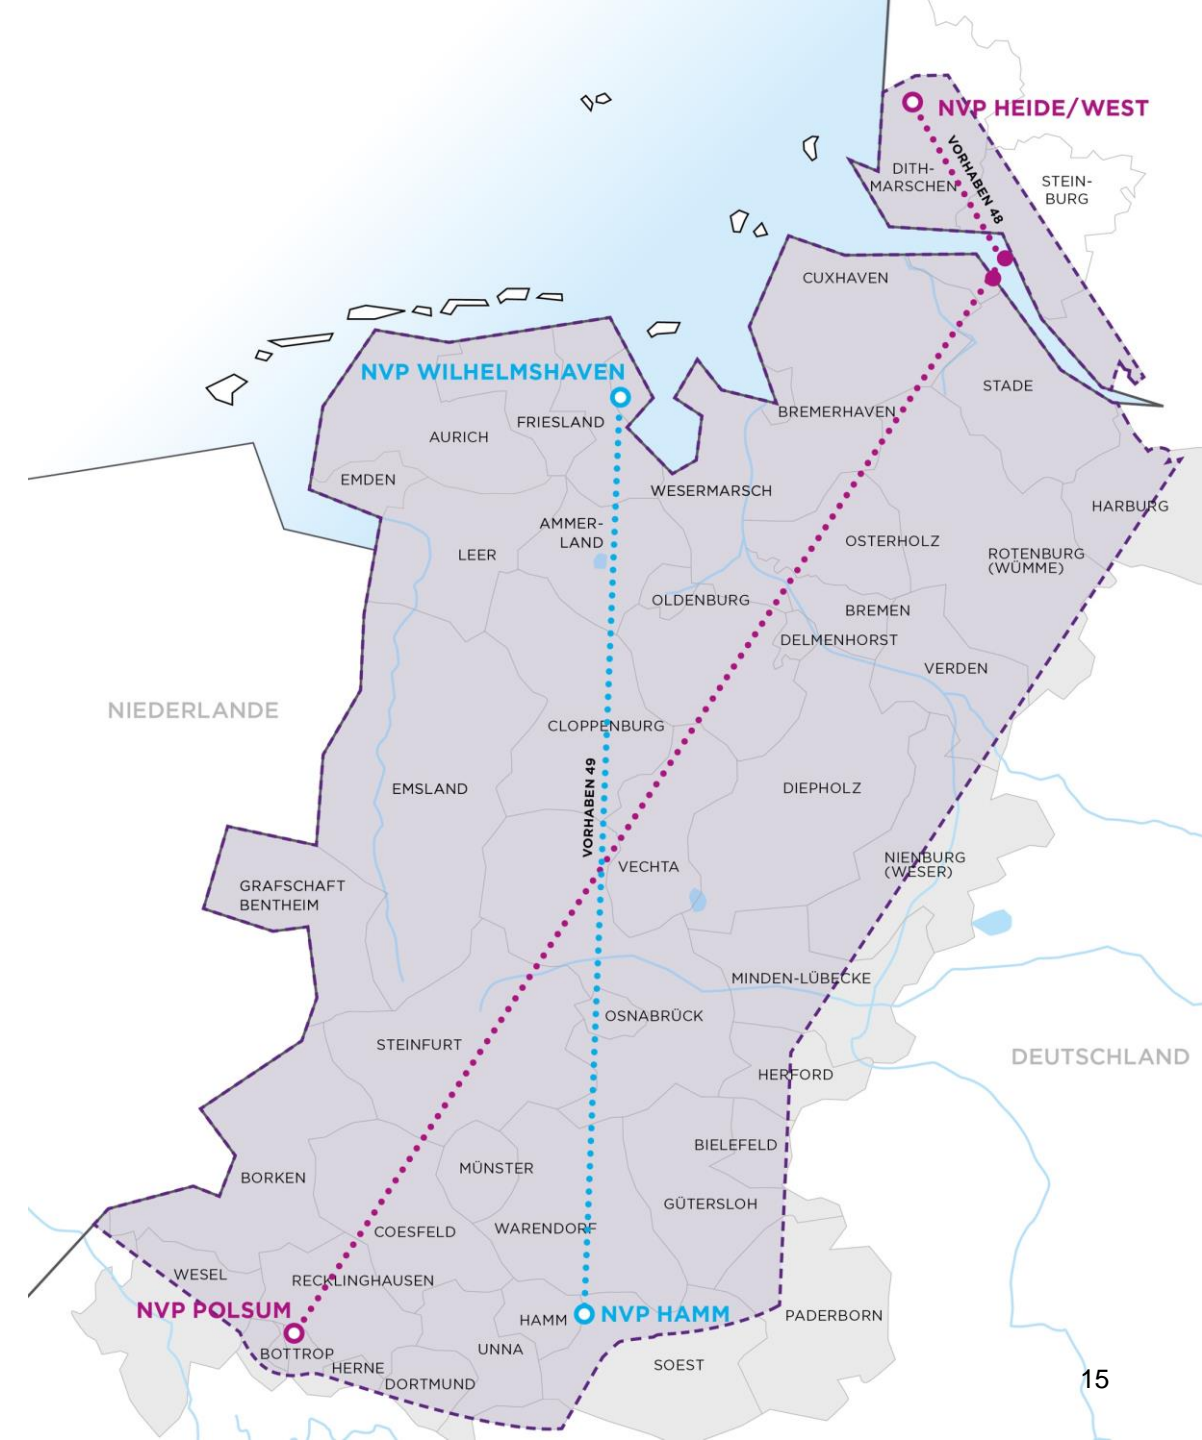 NVP HEIDE/WEST
VORHABEN 48
DITH-
MARSCHEN
STEIN-
BURG
CUXHAVEN
NVP WILHELMSHAVEN
STADE
BREMERHAVEN
FRIESLAND
AURICH
EMDEN
WESERMARSCH
HARBURG
AMMER-
LAND
LEER
OSTERHOLZ
ROTENBURG
(WÜMME)
OLDENBURG
BREMEN
DELMENHORST
VERDEN
NIEDERLANDE
CLOPPENBURG
VORHABEN 49
EMSLAND
DIEPHOLZ
VECHTA
NIENBURG
(WESER)
GRAFSCHAFT
BENTHEIM
MINDEN-LÜBECKE
OSNABRÜCK
STEINFURT
DEUTSCHLAND
HERFORD
BIELEFELD
MÜNSTER
BORKEN
GÜTERSLOH
COESFELD
WARENDORF
WESEL
RECKLINGHAUSEN
NVP POLSUM
HAMM
NVP HAMM
PADERBORN
BOTTROP
UNNA
HERNE
SOEST
DORTMUND
15